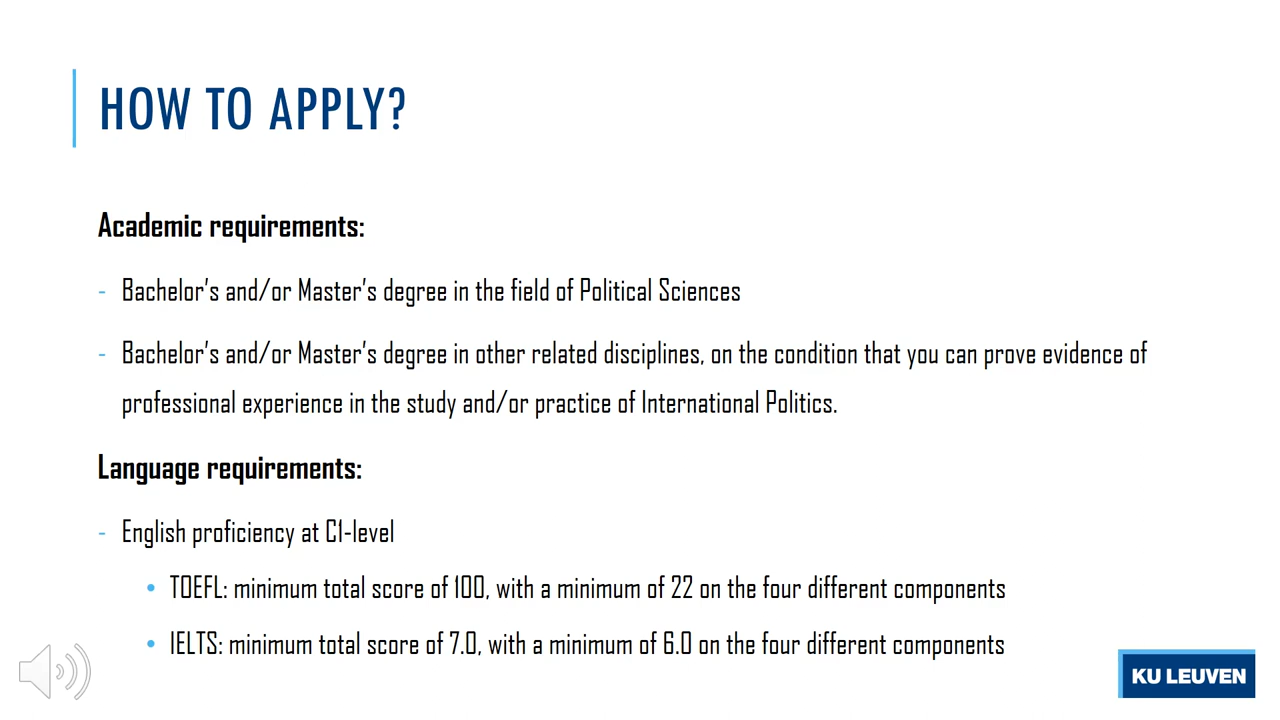 HOW TO APPLY?
Academic requirements:
- Bachelor's and/or Master's degree in the field of Political Sciences
- Bachelor's and/or Master's degree in other related disciplines, on the condition that you can prove evidence of
professional experience in the study and/or practice of International Politics.
Language requirements:
- English proficiency at C1-level
• TOEFL: minimum total score of 100, with a minimum of 22 on the four different components
• IELTS: minimum total score of 7.0, with a minimum of 6.0 on the four different components
KU LEUVEN